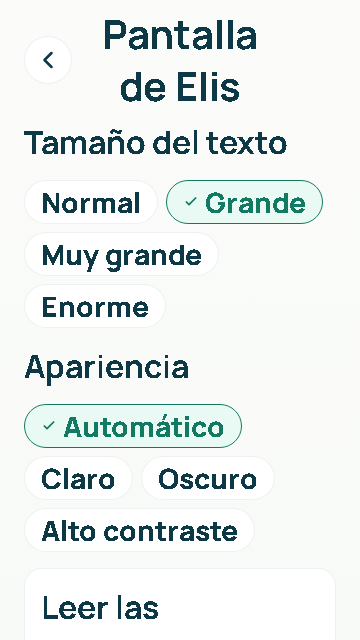 Pantalla
de Elis
Tamaño del texto
Normal
Grande
Muy grande
Enorme
Apariencia
Automático
Claro
Oscuro
Alto contraste
Leer las